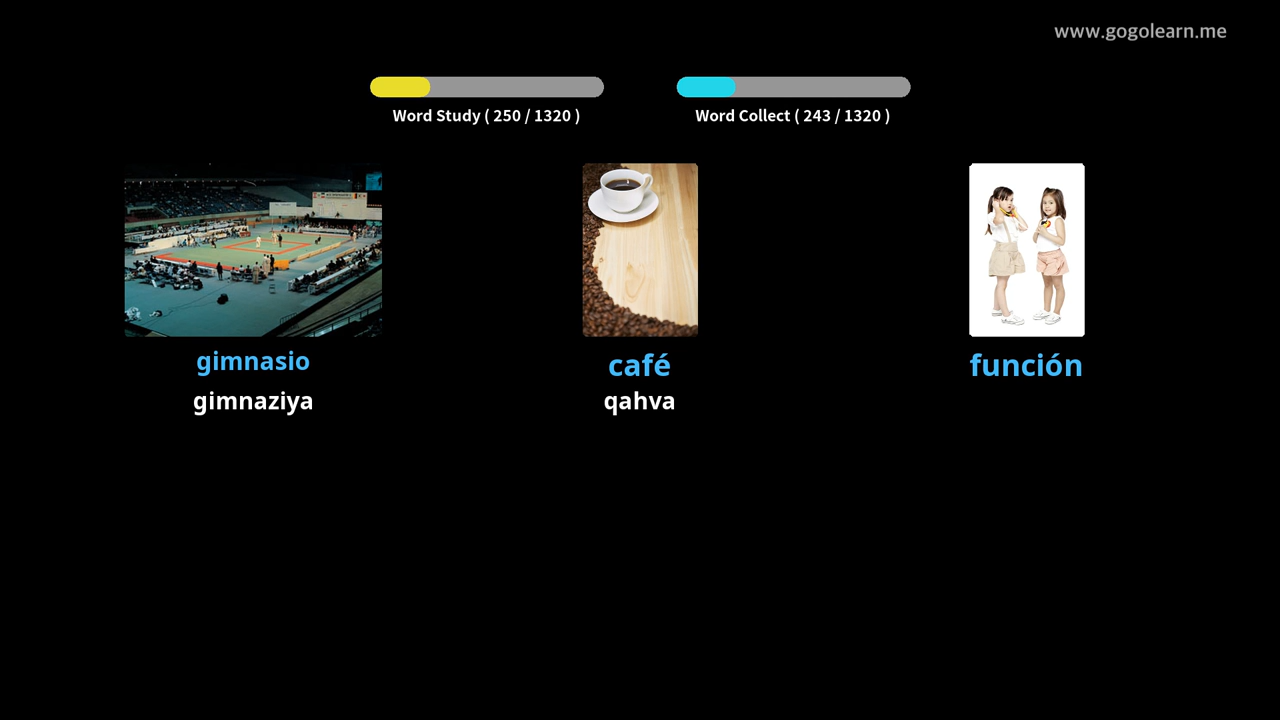 www.gogolearn.me
Word Study ( 250 / 1320 )
Word Collect ( 243 / 1320 )
gimnasio
café
función
gimnaziya
qahva